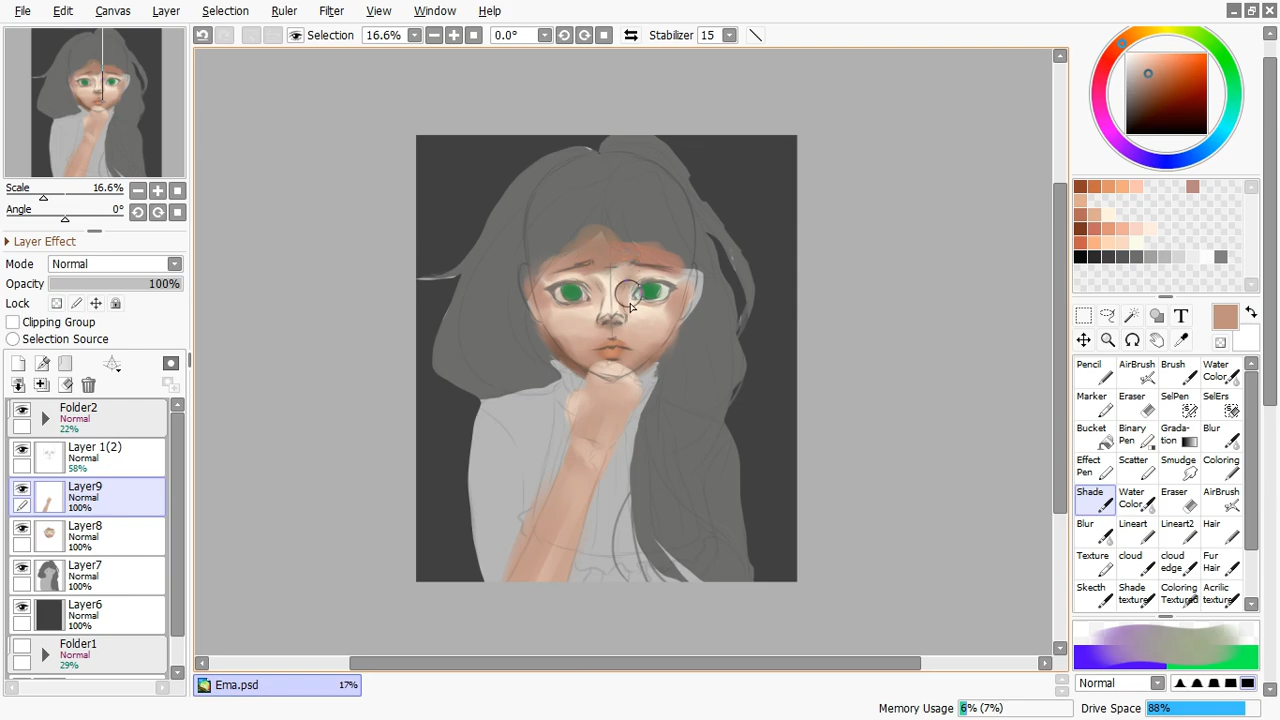 File Edit Canvas Layer Selection Ruler Filter View Window Help
Selection 16.6% 0.0° Stabilizer 15
Scale 16.6%
Angle 0°
Layer Effect
Mode Normal
Opacity 100%
Lock
Clipping Group
Selection Source
Folder2
Normal
22%
Layer 1(2)
Normal
58%
Layer9
Normal
100%
Layer8
Normal
100%
Layer7
Normal
100%
Layer6
Normal
100%
Folder1
Normal
29%
Ema.psd 17%
T
Pencil AirBrush Brush Water Color
Marker Eraser SelPen SelErs
Bucket Binary Pen Grada-tion Blur
Effect Pen Scatter Smudge Coloring
Shade Water Color Eraser AirBrush
Blur Lineart Lineart2 Hair
Texture cloud cloud edge Fur Hair
Skecth Shade texture Coloring Textured Acrilic texture
Normal
Memory Usage 6% (7%) Drive Space 88%